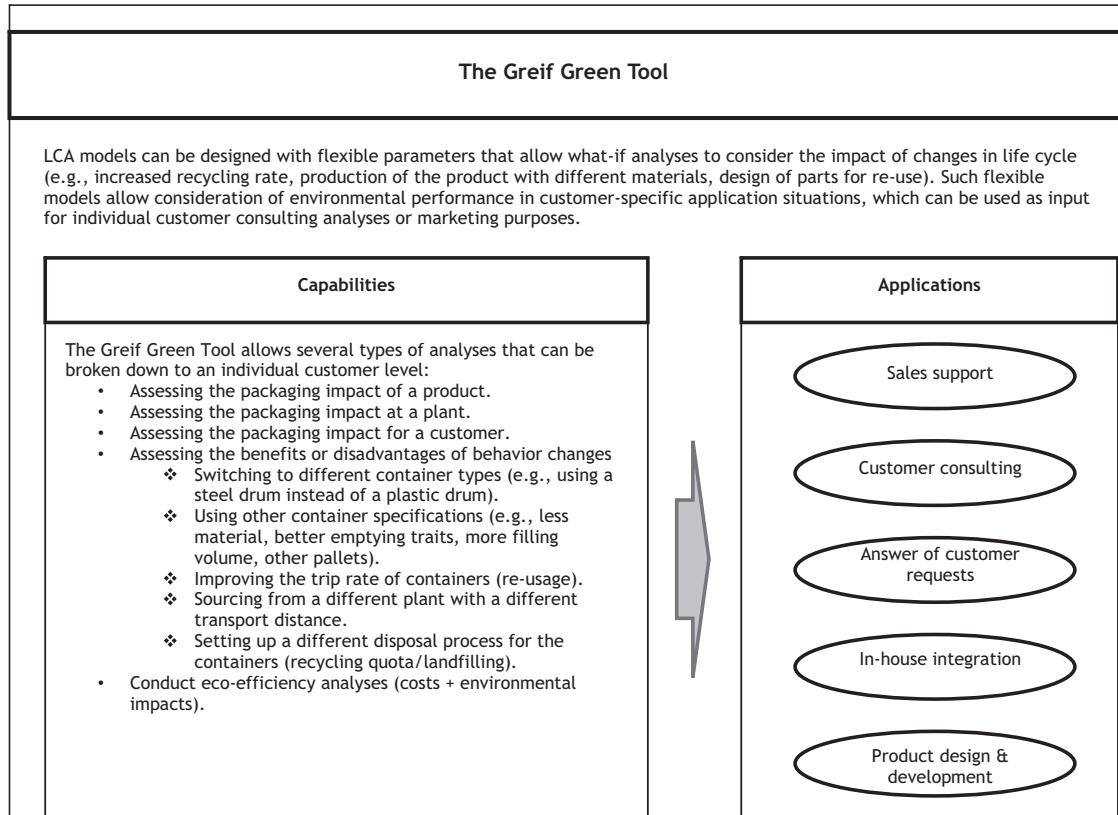 The Greif Green Tool
LCA models can be designed with flexible parameters that allow what-if analyses to consider the impact of changes in life cycle
(e.g., increased recycling rate, production of the product with different materials, design of parts for re-use). Such flexible
models allow consideration of environmental performance in customer-specific application situations, which can be used as input
for individual customer consulting analyses or marketing purposes.
Capabilities
The Greif Green Tool allows several types of analyses that can be
broken down to an individual customer level:
• Assessing the packaging impact of a product.
• Assessing the packaging impact at a plant.
• Assessing the packaging impact for a customer.
• Assessing the benefits or disadvantages of behavior changes
❖ Switching to different container types (e.g., using a
steel drum instead of a plastic drum).
❖ Using other container specifications (e.g., less
material, better emptying traits, more filling
volume, other pallets).
❖ Improving the trip rate of containers (re-usage).
❖ Sourcing from a different plant with a different
transport distance.
❖ Setting up a different disposal process for the
containers (recycling quota/landfilling).
• Conduct eco-efficiency analyses (costs + environmental
impacts).
Applications
Sales support
Customer consulting
Answer of customer
requests
In-house integration
Product design &
development